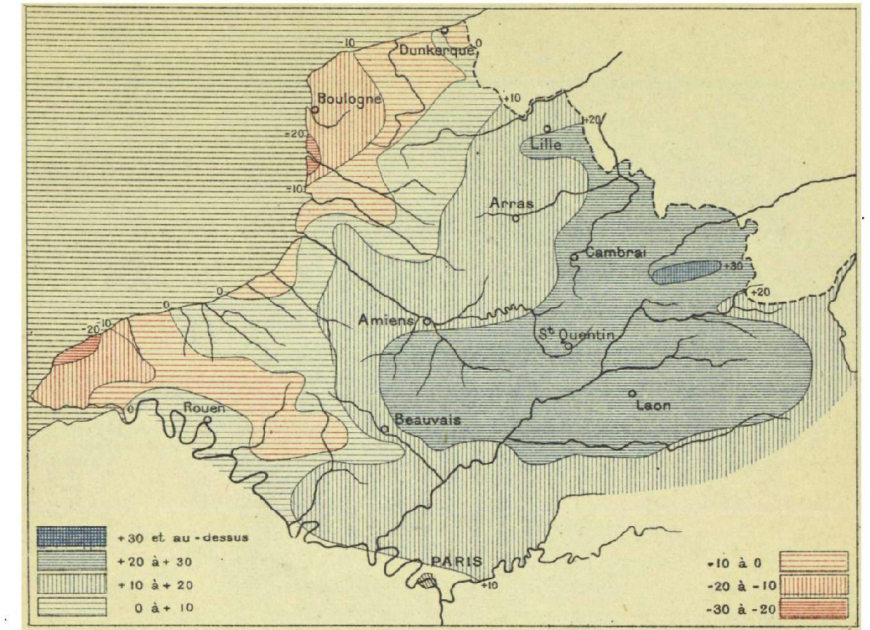 -10
Dunkerque
0
Boulogne
+10
-20
+20
Lille
-10
Arras
Cambrai
+30
0
+20
0
Amiens
-20
-10
0
St Quentin
Laon
0
Rouen
Beauvais
PARIS
+10
+30 et au-dessus
+20 à + 30
+10 à + 20
0 à + 10
-10 à 0
-20 à -10
-30 à -20